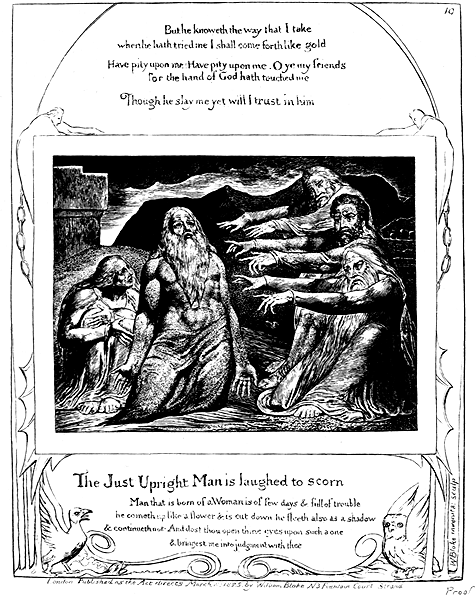 10
But he knoweth the way that I take
when he hath tried me I shall come forth like gold
Have pity upon me! Have pity upon me. O ye my friends
for the hand of God hath touched me
Though he slay me yet will I trust in him
The Just Upright Man is laughed to scorn
Man that is born of a Woman is of few days & full of trouble
he cometh up like a flower & is cut down he fleeth also as a shadow
& continueth not. And dost thou open thine eyes upon such a one
& bringest me into judgment with thee
WBlake invenit & sculp
London Published as the Act directs March 1825 by William Blake N3 Fountain Court Strand
Proof